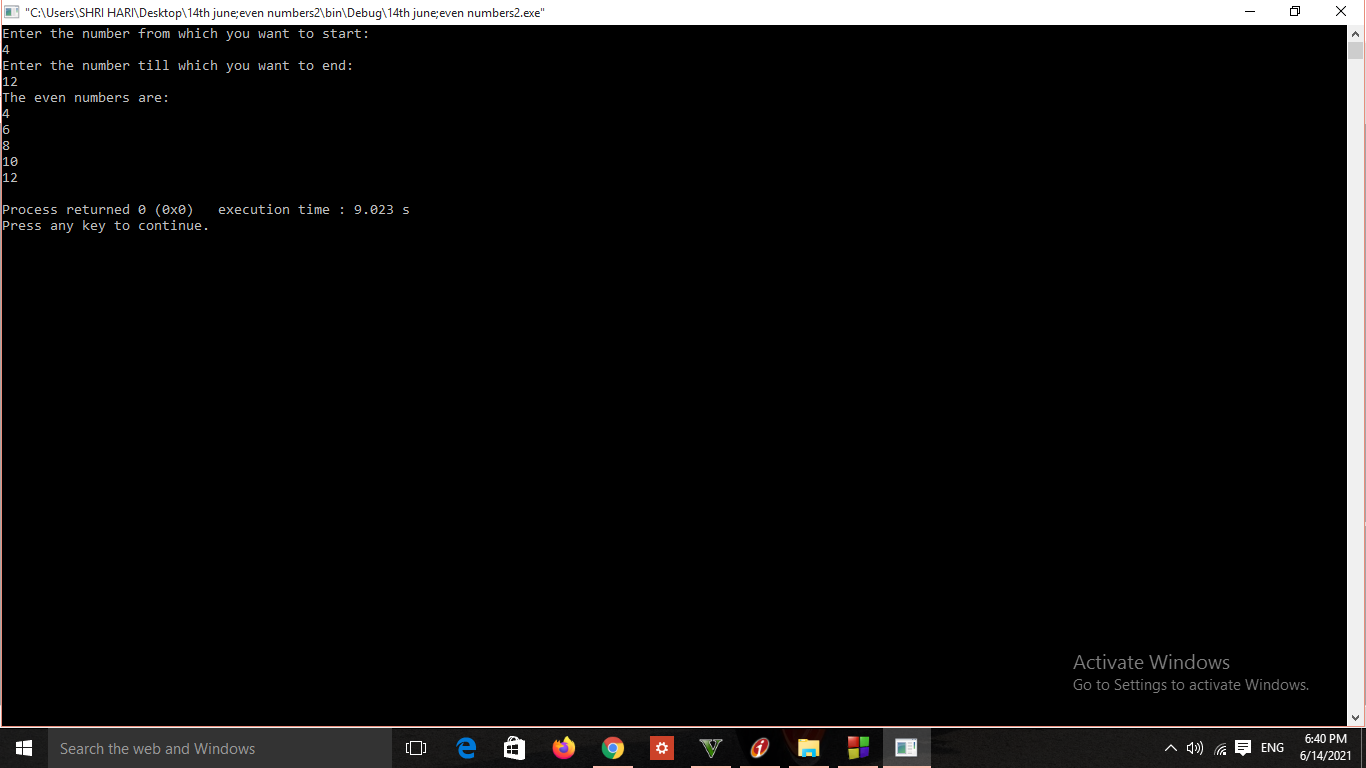 "C:\Users\SHRI HARI\Desktop\14th june;even numbers2\bin\Debug\14th june;even numbers2.exe"
Enter the number from which you want to start:
4
Enter the number till which you want to end:
12
The even numbers are:
4
6
8
10
12
Process returned 0 (0x0)   execution time : 9.023 s
Press any key to continue.
Activate Windows
Go to Settings to activate Windows.
Search the web and Windows
ENG
6:40 PM
6/14/2021